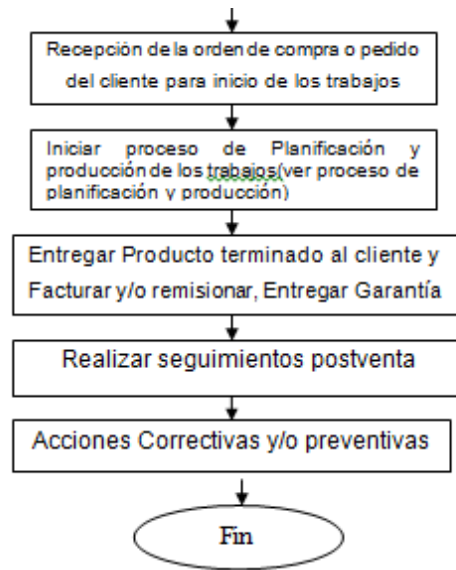 Recepción de la orden de compra o pedido
del cliente para inicio de los trabajos
Iniciar proceso de Planificación y
producción de los trabajos(ver proceso de
planificación y producción)
Entregar Producto terminado al cliente y
Facturar y/o remisionar, Entregar Garantía
Realizar seguimientos postventa
Acciones Correctivas y/o preventivas
Fin